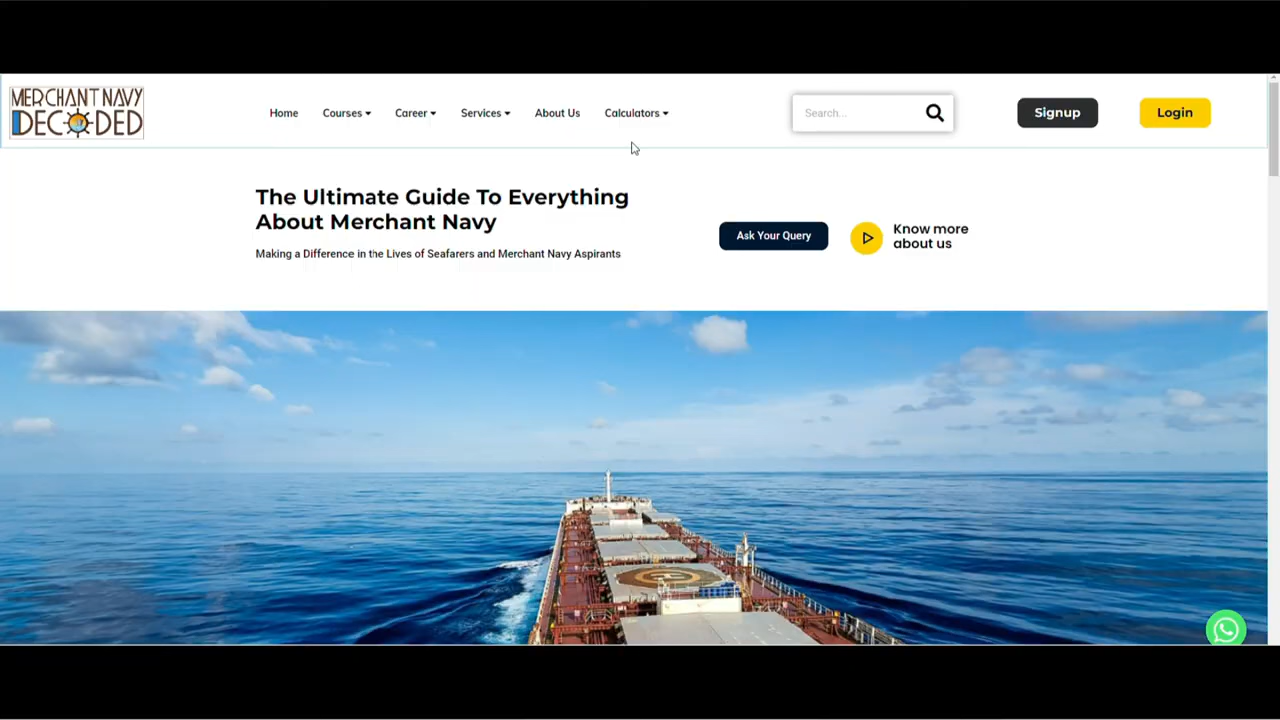 MERCHANT NAVY
DECODED
Home Courses Career Services About Us Calculators
Search...
Signup
Login
The Ultimate Guide To Everything
About Merchant Navy
Making a Difference in the Lives of Seafarers and Merchant Navy Aspirants
Ask Your Query
Know more
about us
H